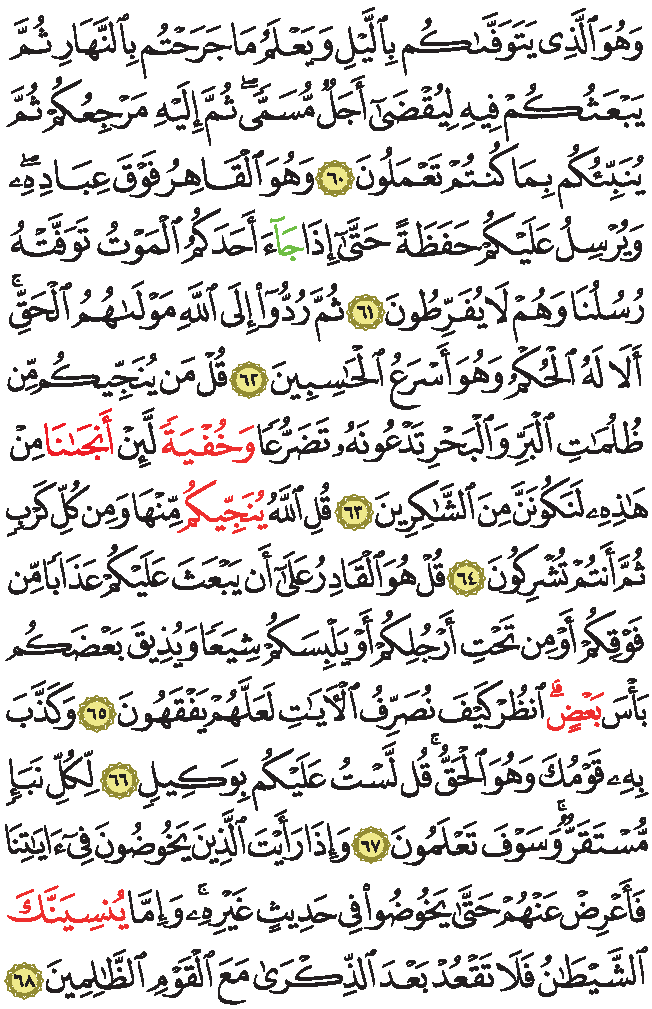 وَهُوَ ٱلَّذِى يَتَوَفَّىٰكُم بِٱلَّيْلِ وَيَعْلَمُ مَا جَرَحْتُم بِٱلنَّهَارِ ثُمَّ
يَبْعَثُكُمْ فِيهِ لِيُقْضَىٰٓ أَجَلٌ مُّسَمًّى ۖ ثُمَّ إِلَيْهِ مَرْجِعُكُمْ ثُمَّ
يُنَبِّئُكُم بِمَا كُنتُمْ تَعْمَلُونَ ٦٠ وَهُوَ ٱلْقَاهِرُ فَوْقَ عِبَادِهِۦ ۖ
وَيُرْسِلُ عَلَيْكُمْ حَفَظَةً حَتَّىٰٓ إِذَا جَآءَ أَحَدَكُمُ ٱلْمَوْتُ تَوَفَّتْهُ
رُسُلُنَا وَهُمْ لَا يُفَرِّطُونَ ٦١ ثُمَّ رُدُّوٓا۟ إِلَى ٱللَّهِ مَوْلَىٰهُمُ ٱلْحَقِّ ۚ
أَلَا لَهُ ٱلْحُكْمُ وَهُوَ أَسْرَعُ ٱلْحَٰسِبِينَ ٦٢ قُلْ مَن يُنَجِّيكُم مِّن
ظُلُمَٰتِ ٱلْبَرِّ وَٱلْبَحْرِ تَدْعُونَهُۥ تَضَرُّعًا وَخُفْيَةً لَّئِنْ أَنجَىٰنَا مِنْ
هَٰذِهِۦ لَنَكُونَنَّ مِنَ ٱلشَّٰكِرِينَ ٦٣ قُلِ ٱللَّهُ يُنَجِّيكُم مِّنْهَا وَمِن كُلِّ كَرْبٍ
ثُمَّ أَنتُمْ تُشْرِكُونَ ٦٤ قُلْ هُوَ ٱلْقَادِرُ عَلَىٰٓ أَن يَبْعَثَ عَلَيْكُمْ عَذَابًا مِّن
فَوْقِكُمْ أَوْ مِن تَحْتِ أَرْجُلِكُمْ أَوْ يَلْبِسَكُمْ شِيَعًا وَيُذِيقَ بَعْضَكُم
بَأْسَ بَعْضٍ ۗ ٱنظُرْ كَيْفَ نُصَرِّفُ ٱلْءَايَٰتِ لَعَلَّهُمْ يَفْقَهُونَ ٦٥ وَكَذَّبَ
بِهِۦ قَوْمُكَ وَهُوَ ٱلْحَقُّ ۚ قُل لَّسْتُ عَلَيْكُم بِوَكِيلٍ ٦٦ لِّكُلِّ نَبَإٍ
مُّسْتَقَرٌّ ۚ وَسَوْفَ تَعْلَمُونَ ٦٧ وَإِذَا رَأَيْتَ ٱلَّذِينَ يَخُوضُونَ فِىٓ ءَايَٰتِنَا
فَأَعْرِضْ عَنْهُمْ حَتَّىٰ يَخُوضُوا۟ فِى حَدِيثٍ غَيْرِهِۦ ۚ وَإِمَّا يُنسِيَنَّكَ
ٱلشَّيْطَٰنُ فَلَا تَقْعُدْ بَعْدَ ٱلذِّكْرَىٰ مَعَ ٱلْقَوْمِ ٱلظَّٰلِمِينَ ٦٨